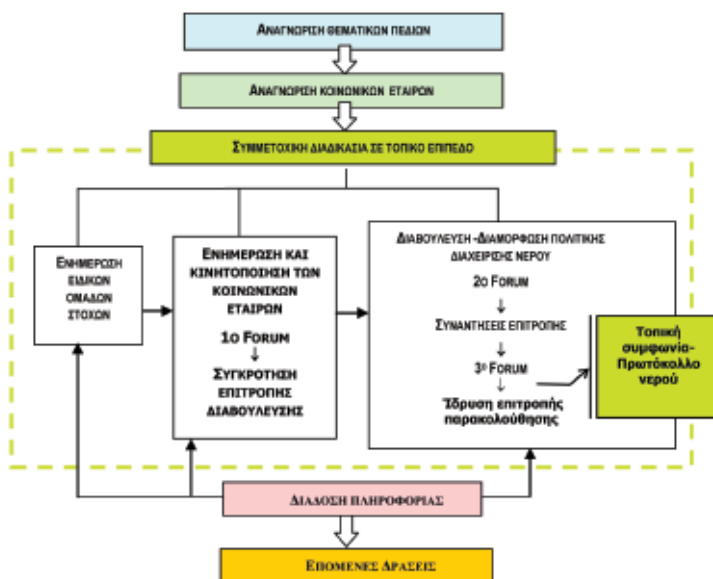 ΑΝΑΓΝΩΡΙΣΗ ΘΕΜΑΤΙΚΩΝ ΠΕΔΙΩΝ
ΑΝΑΓΝΩΡΙΣΗ ΚΟΙΝΩΝΙΚΩΝ ΕΤΑΙΡΩΝ
ΣΥΜΜΕΤΟΧΙΚΗ ΔΙΑΔΙΚΑΣΙΑ ΣΕ ΤΟΠΙΚΟ ΕΠΙΠΕΔΟ
ΕΝΗΜΕΡΩΣΗ
ΕΙΔΙΚΩΝ
ΟΜΑΔΩΝ
ΣΤΟΧΩΝ
ΕΝΗΜΕΡΩΣΗ ΚΑΙ
ΚΙΝΗΤΟΠΟΙΗΣΗ ΤΩΝ
ΚΟΙΝΩΝΙΚΩΝ
ΕΤΑΙΡΩΝ
1Ο FORUM
↓
ΣΥΓΚΡΟΤΗΣΗ
ΕΠΙΤΡΟΠΗΣ
ΔΙΑΒΟΥΛΕΥΣΗΣ
ΔΙΑΒΟΥΛΕΥΣΗ -ΔΙΑΜΟΡΦΩΣΗ ΠΟΛΙΤΙΚΗΣ
ΔΙΑΧΕΙΡΙΣΗΣ ΝΕΡΟΥ
2Ο FORUM
↓
ΣΥΝΑΝΤΗΣΕΙΣ ΕΠΙΤΡΟΠΗΣ
↓
3ο FORUM
↓
Ίδρυση επιτροπής
παρακολούθησης
Τοπική
συμφωνία-
Πρωτόκολλο
νερού
ΔΙΑΔΟΣΗ ΠΛΗΡΟΦΟΡΙΑΣ
ΕΠΟΜΕΝΕΣ ΔΡΑΣΕΙΣ